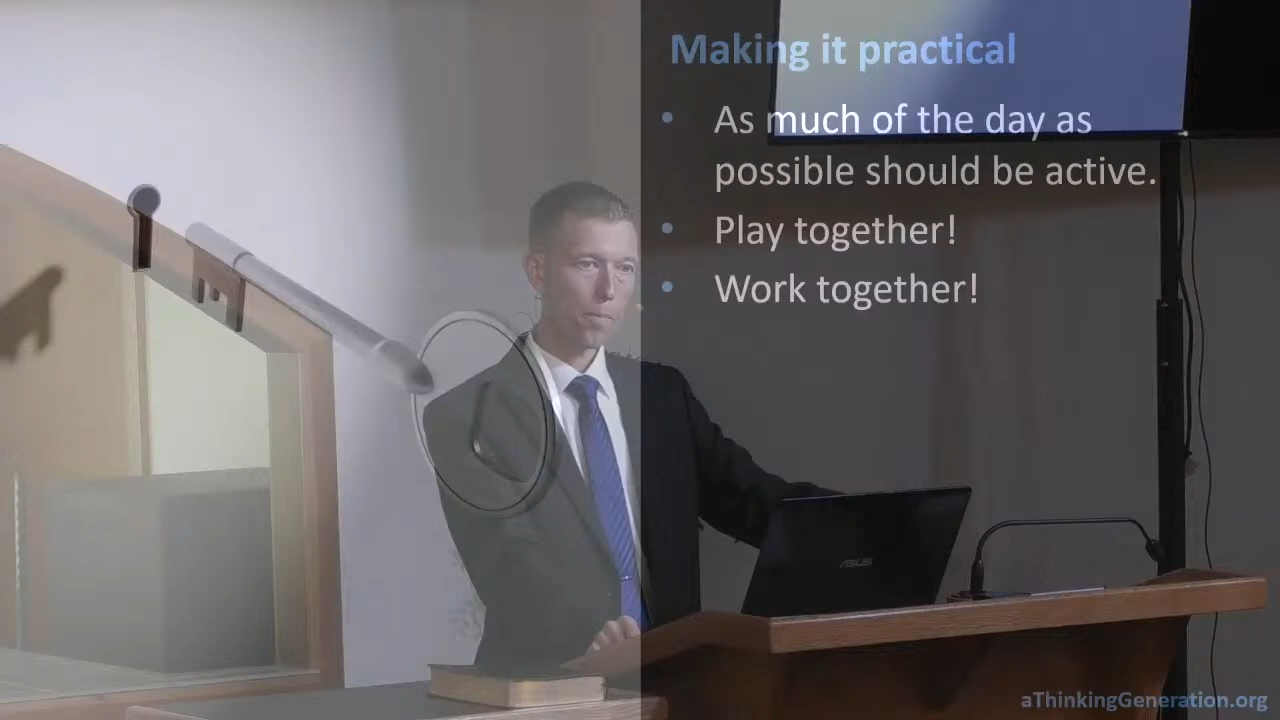 Making it practical
• As much of the day as
possible should be active.
• Play together!
• Work together!
ASUS
aThinkingGeneration.org